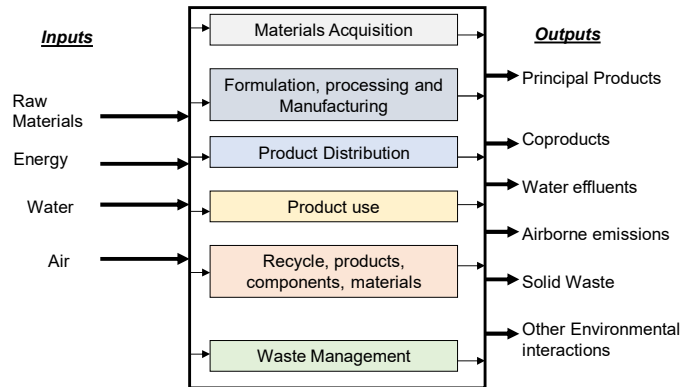 Inputs
Raw
Materials
Energy
Water
Air
Materials Acquisition
Formulation, processing and
Manufacturing
Product Distribution
Product use
Recycle, products,
components, materials
Waste Management
Outputs
Principal Products
Coproducts
Water effluents
Airborne emissions
Solid Waste
Other Environmental
interactions